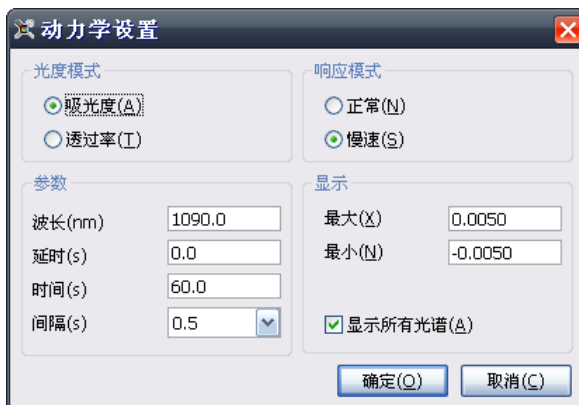 动力学设置
光度模式
吸光度(A)
透过率(T)
响应模式
正常(N)
慢速(S)
参数
波长(nm) 1090.0
延时(s) 0.0
时间(s) 60.0
间隔(s) 0.5
显示
最大(X) 0.0050
最小(N) -0.0050
显示所有光谱(A)
确定(O) 取消(C)